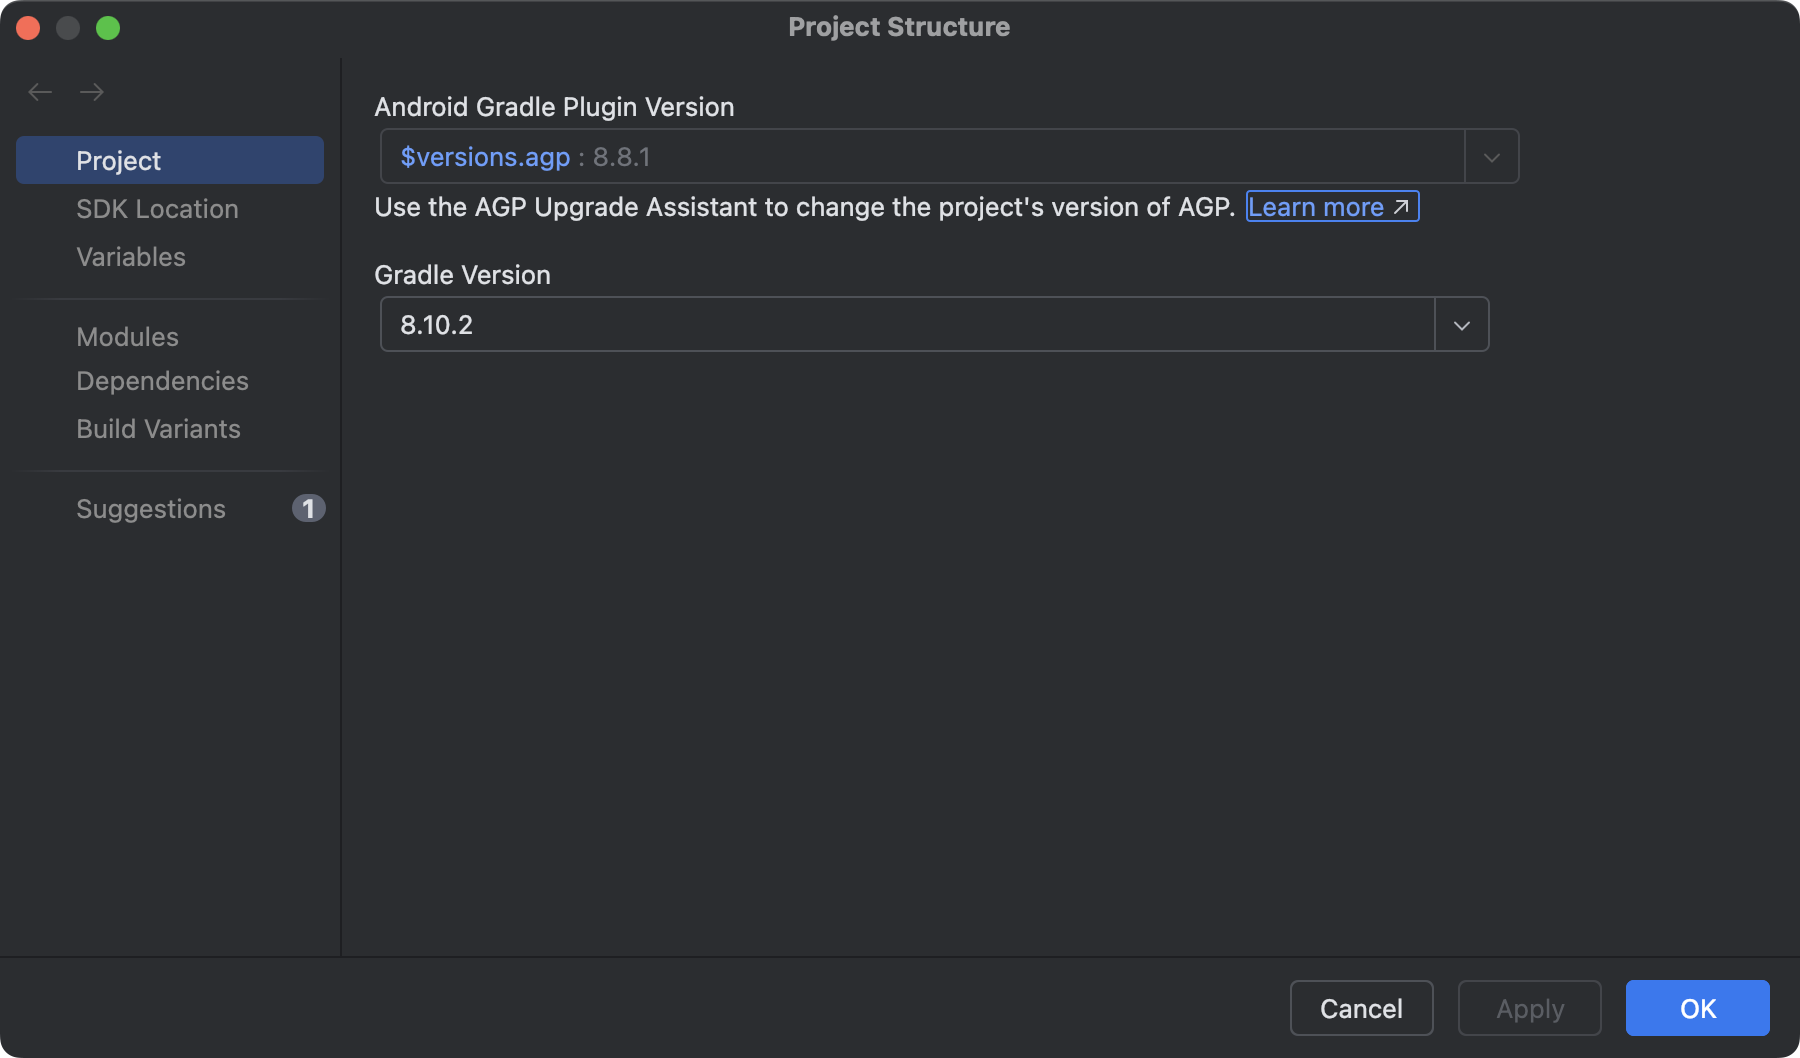 Project Structure
Project
SDK Location
Variables
Modules
Dependencies
Build Variants
Suggestions 1
Android Gradle Plugin Version
$versions.agp : 8.8.1
Use the AGP Upgrade Assistant to change the project's version of AGP. Learn more ↗
Gradle Version
8.10.2
Cancel Apply OK